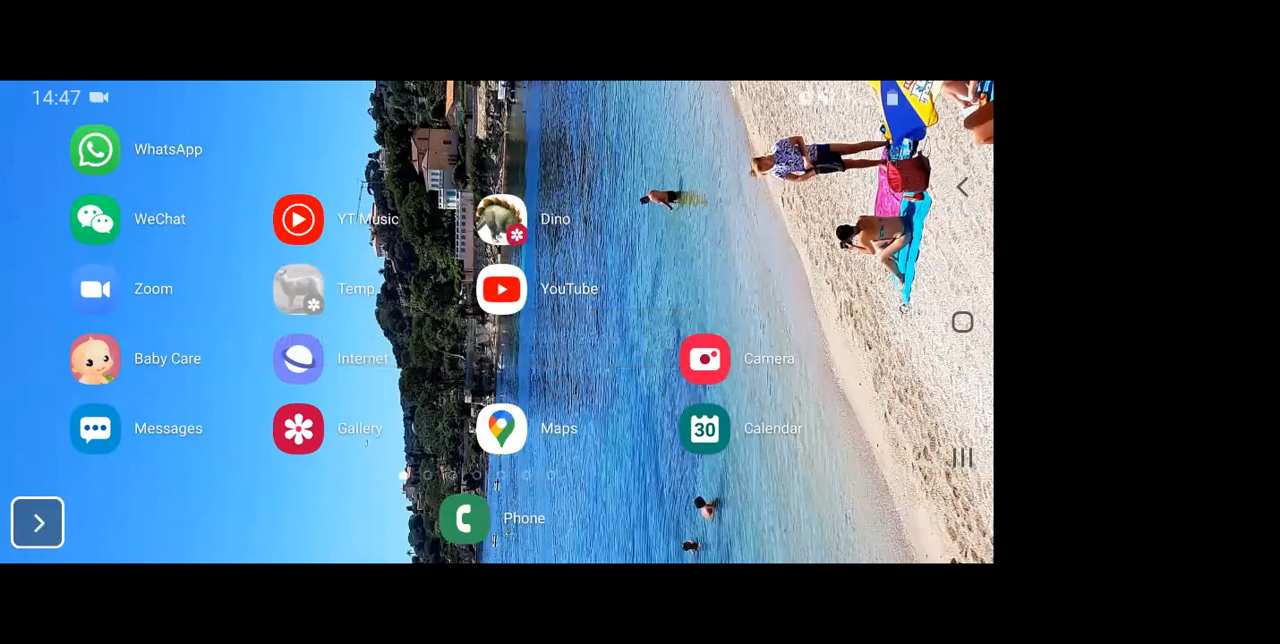 14:47
WhatsApp
WeChat
YT Music
Dino
Zoom
Temp
YouTube
Baby Care
Internet
Camera
Messages
Gallery
Maps
30
Calendar
Phone